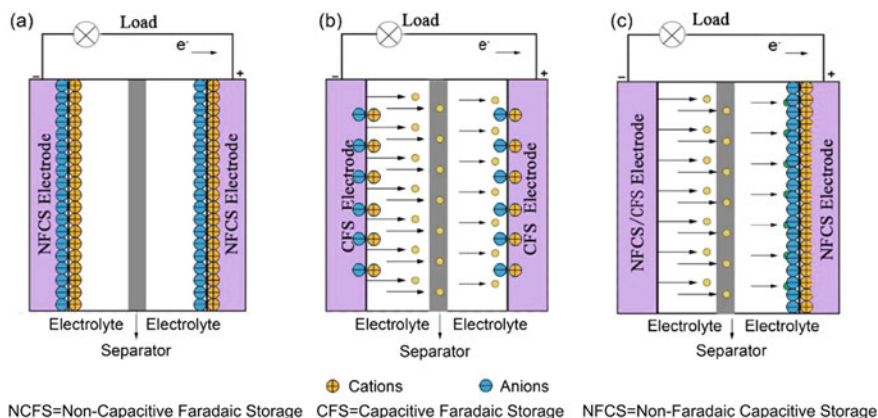 (a)
Load
e-
−
+
NFCS Electrode
NFCS Electrode
Electrolyte
Electrolyte
Separator
(b)
Load
e-
−
+
CFS Electrode
CFS Electrode
Electrolyte
Electrolyte
Separator
(c)
Load
e-
−
+
NFCS/CFS Electrode
NFCS Electrode
Electrolyte
Electrolyte
Separator
Cations
Anions
NCFS=Non-Capacitive Faradaic Storage
CFS=Capacitive Faradaic Storage
NFCS=Non-Faradaic Capacitive Storage